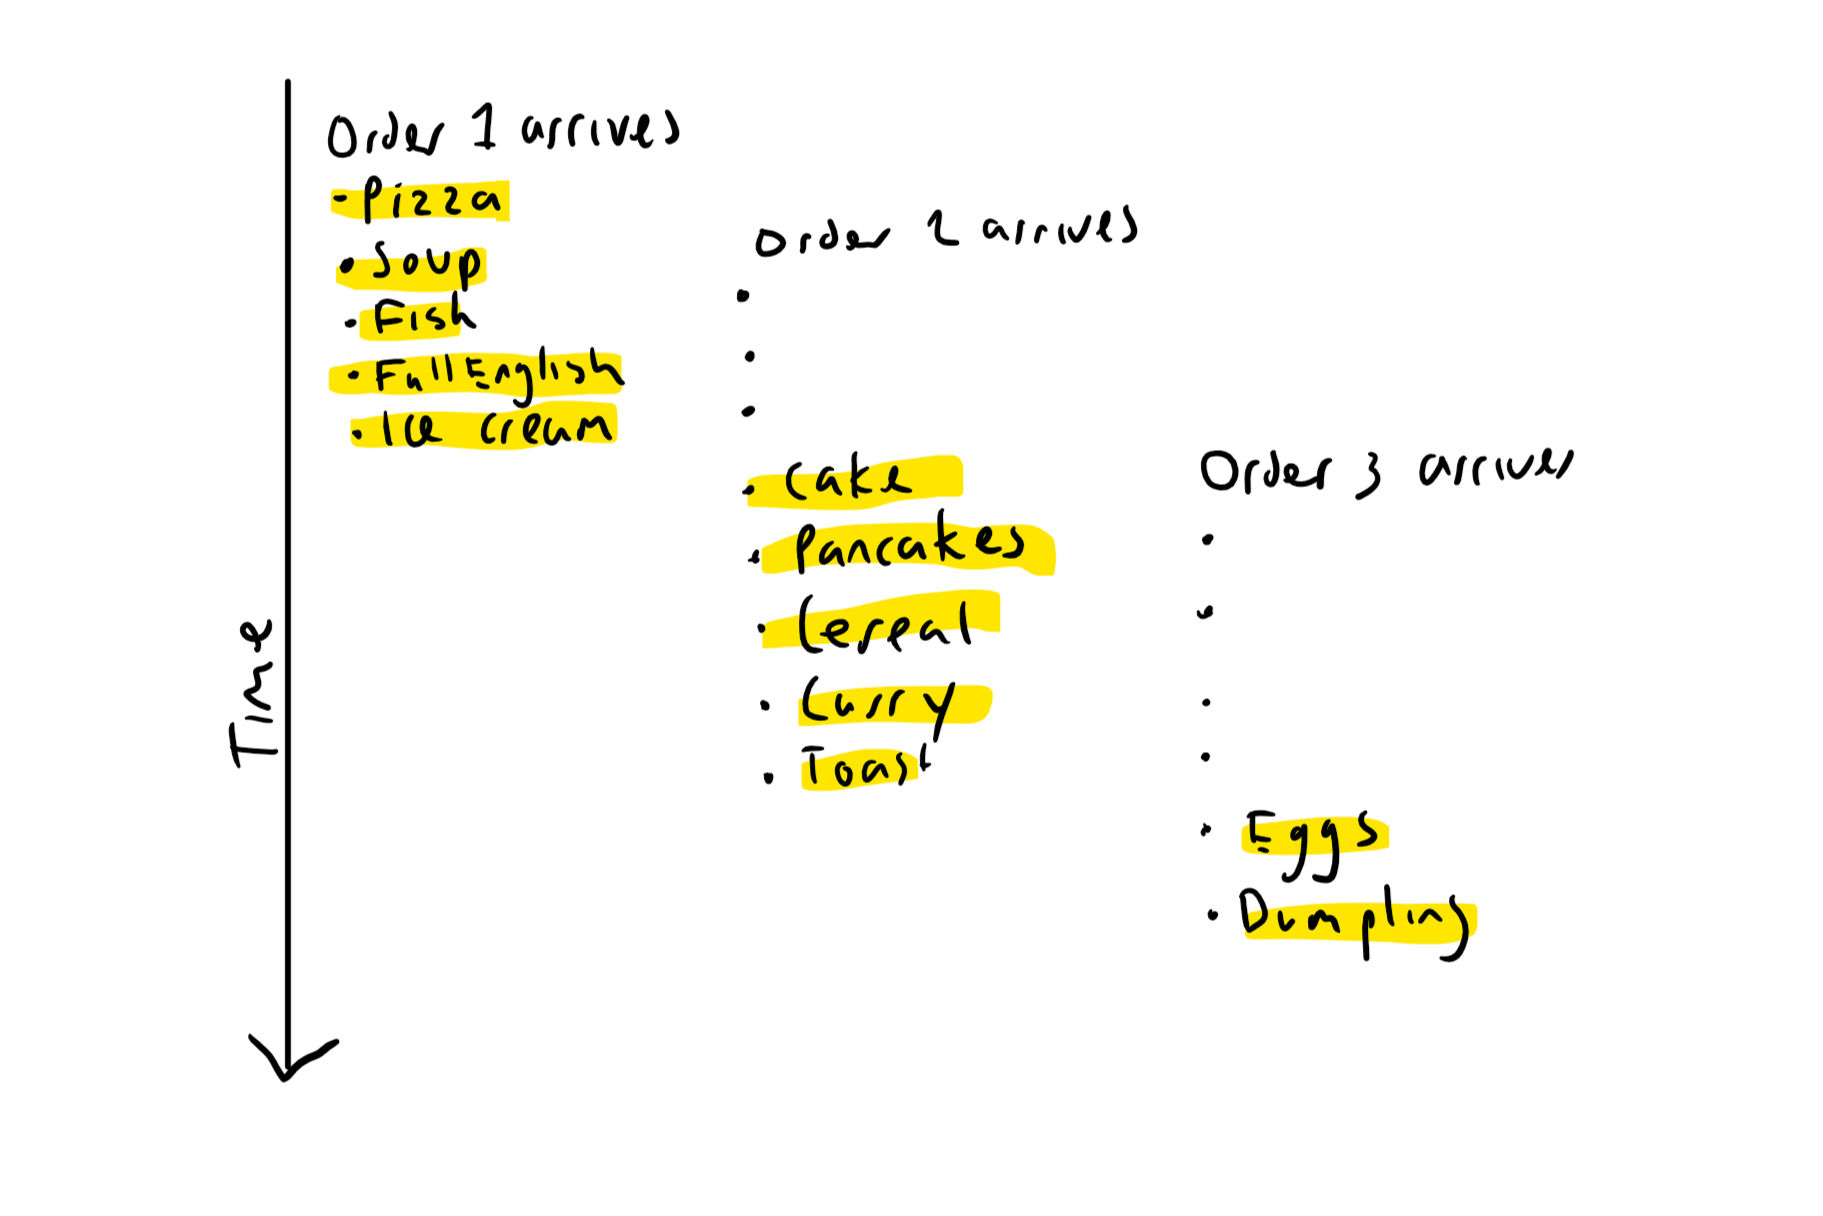 Order 1 arrives
- Pizza
• Soup
• Fish
• Full English
• Ice cream
Order 2 arrives
•
•
•
• Cake
• Pancakes
• Cereal
• Curry
• Toast
Order 3 arrives
•
•
•
•
• Eggs
• Dumpling
Time